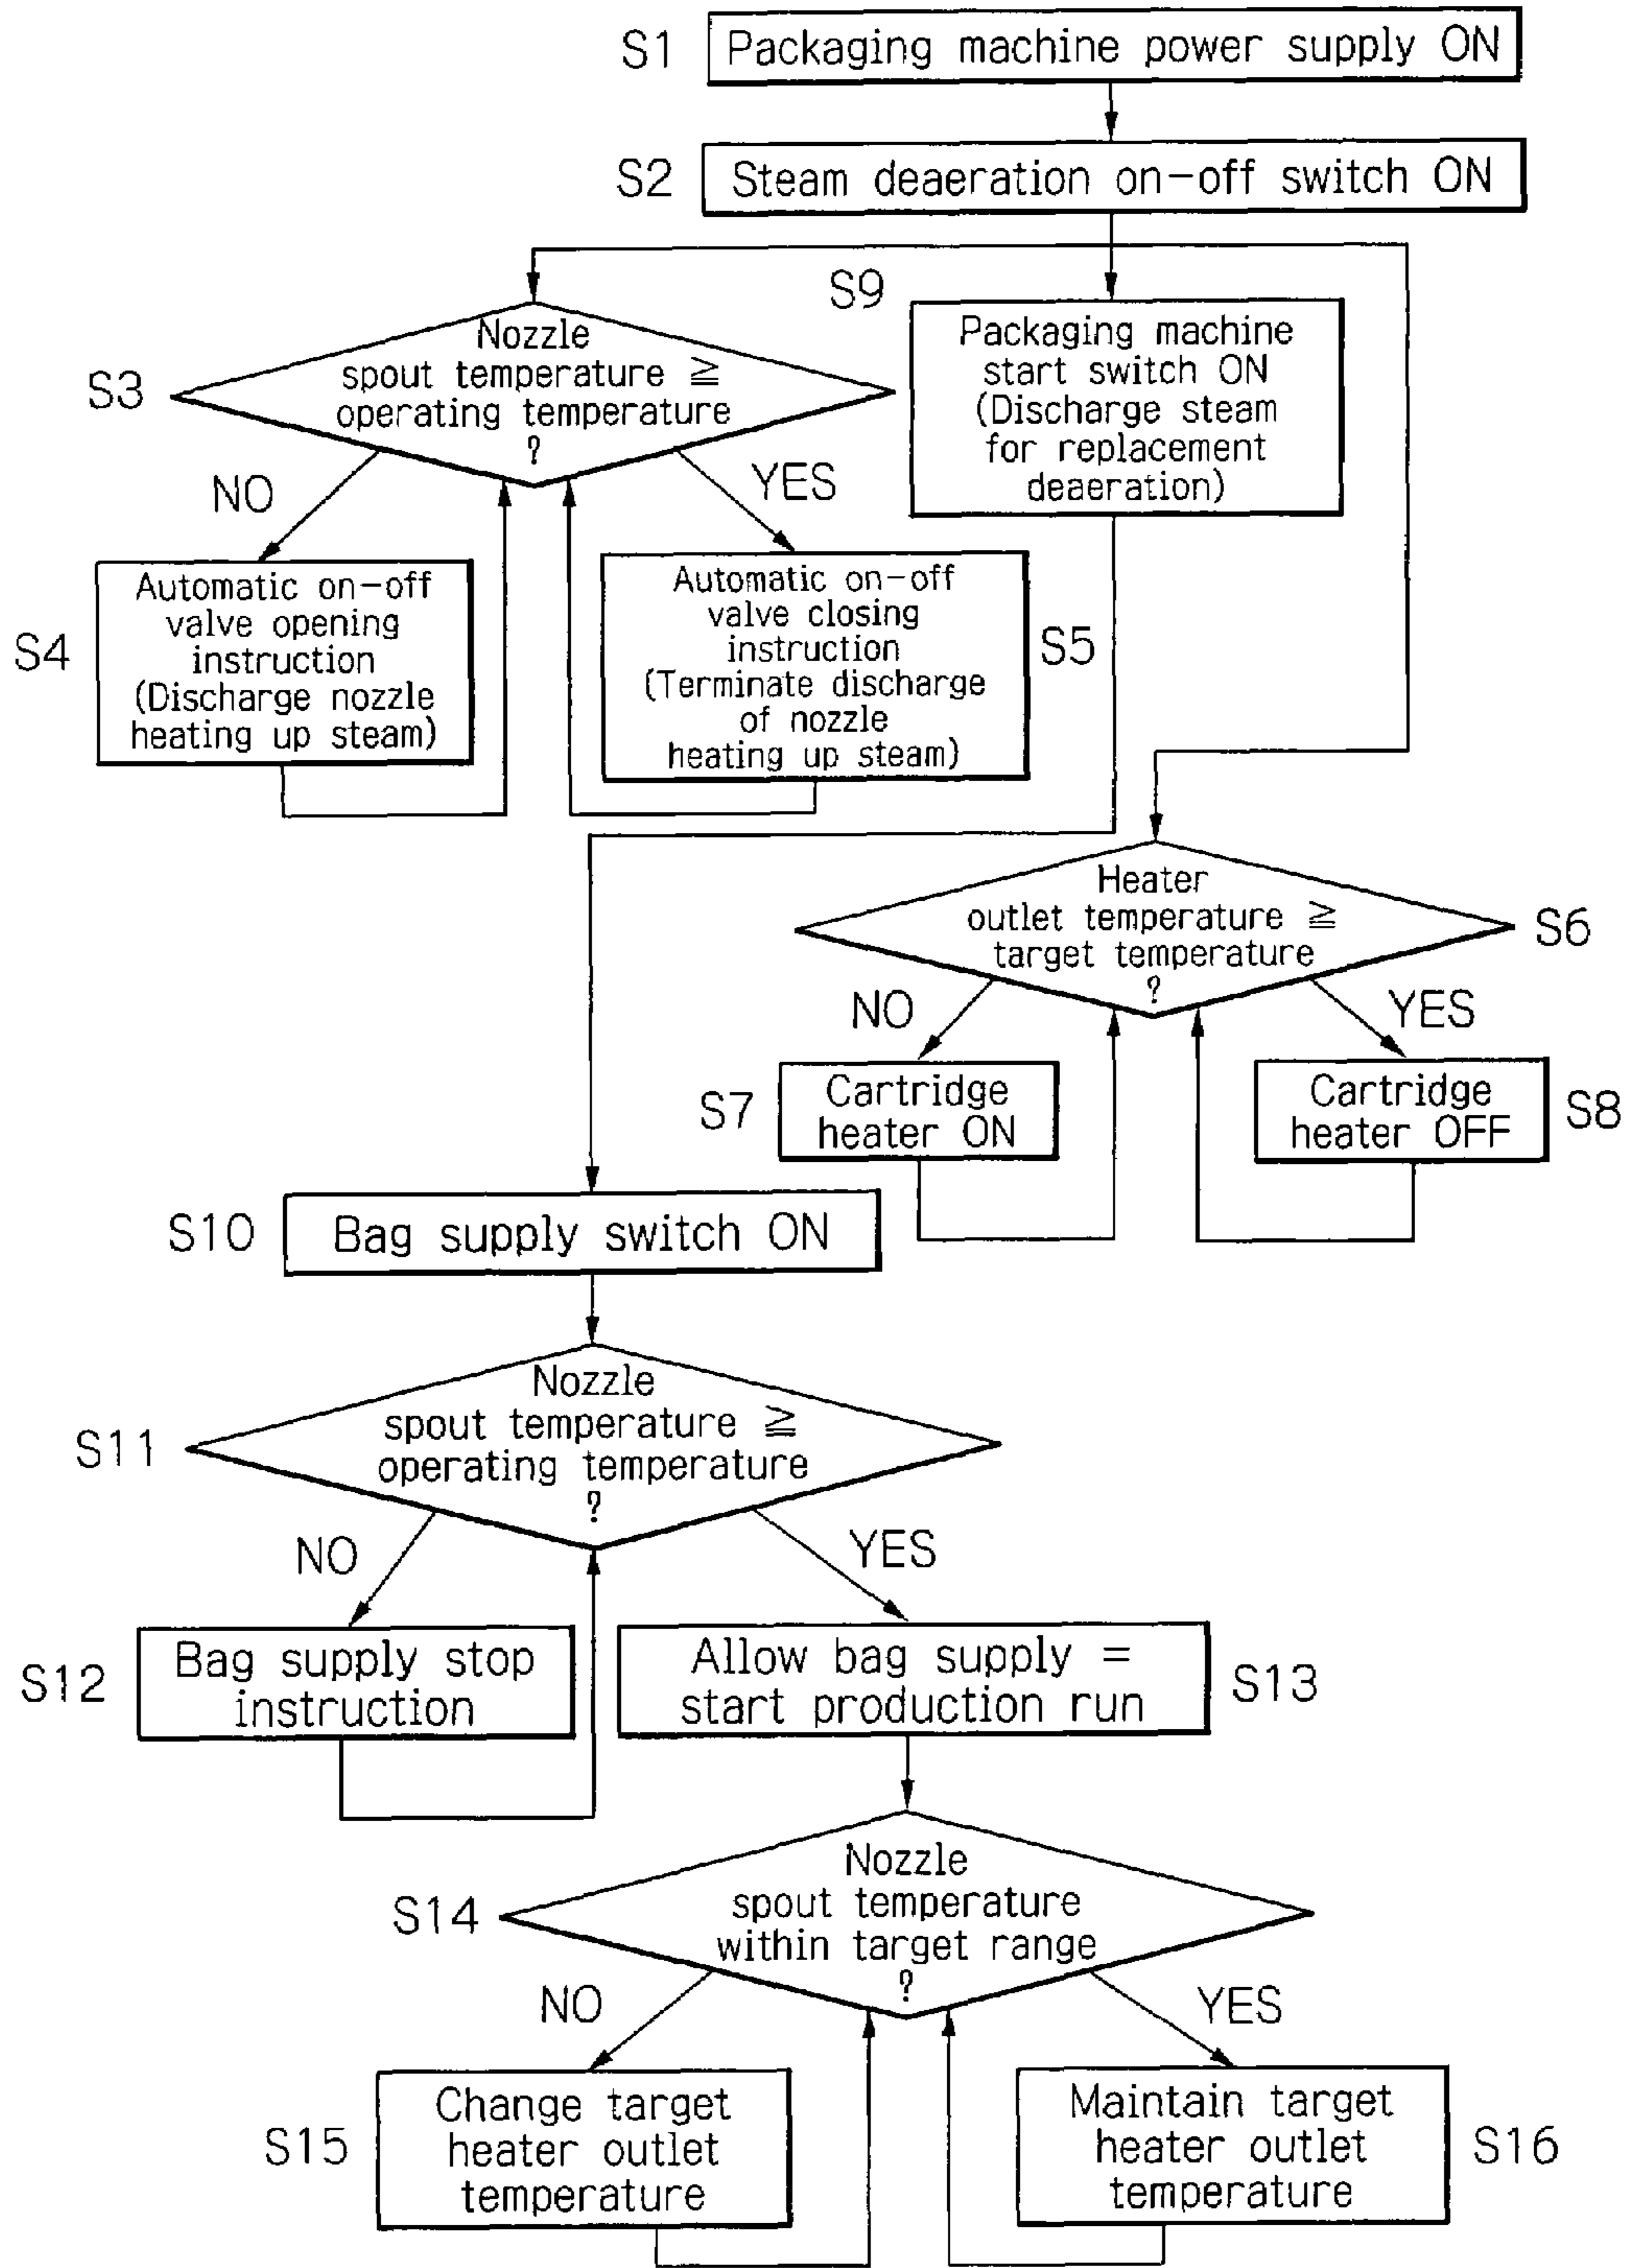 S1
Packaging machine power supply ON
S2
Steam deaeration on-off switch ON
S3
Nozzle
spout temperature ≧
operating temperature
?
NO
YES
S9
Packaging machine
start switch ON
(Discharge steam
for replacement
deaeration)
S4
Automatic on-off
valve opening
instruction
(Discharge nozzle
heating up steam)
Automatic on-off
valve closing
instruction
(Terminate discharge
of nozzle
heating up steam)
S5
Heater
outlet temperature ≧
target temperature
?
S6
NO
YES
S7
Cartridge
heater ON
Cartridge
heater OFF
S8
S10
Bag supply switch ON
S11
Nozzle
spout temperature ≧
operating temperature
?
NO
YES
S12
Bag supply stop
instruction
Allow bag supply =
start production run
S13
S14
Nozzle
spout temperature
within target range
?
NO
YES
S15
Change target
heater outlet
temperature
Maintain target
heater outlet
temperature
S16